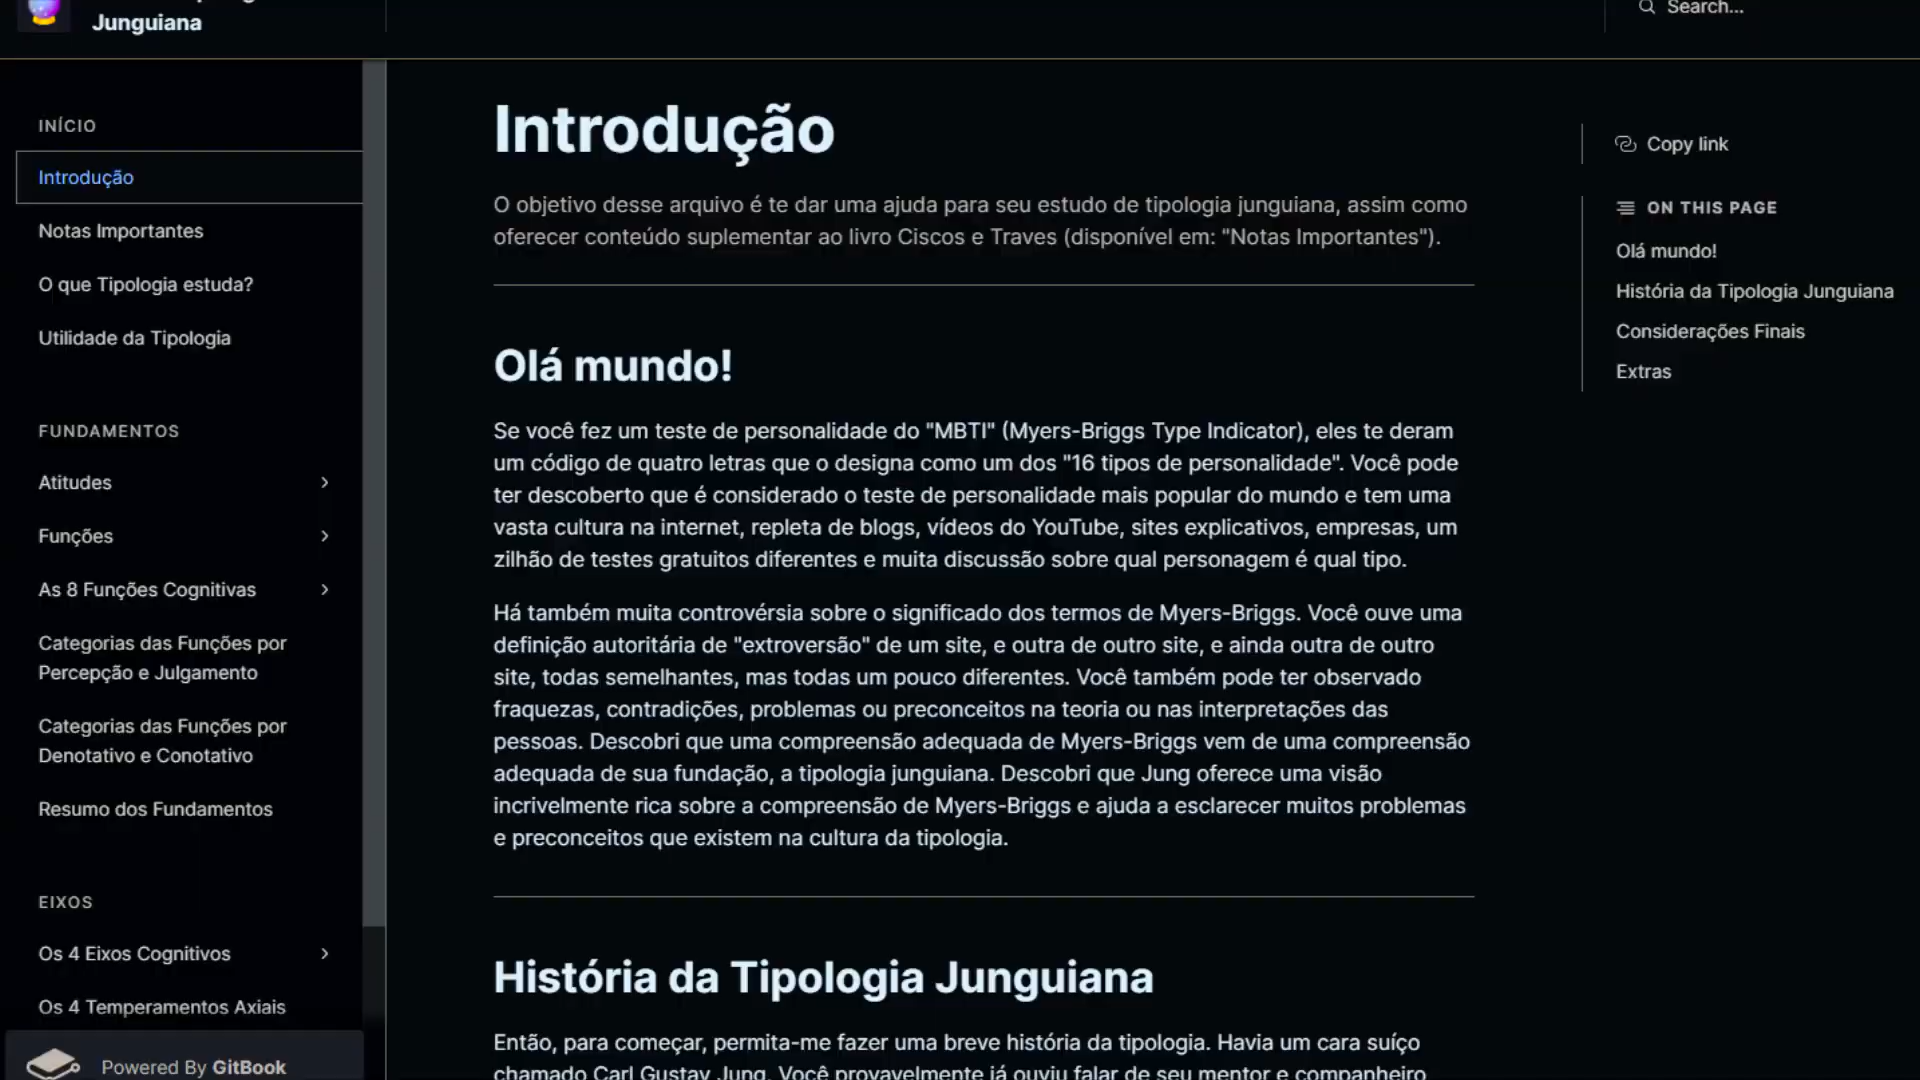 Junguiana
Search...
INÍCIO
Introdução
Notas Importantes
O que Tipologia estuda?
Utilidade da Tipologia
FUNDAMENTOS
Atitudes
Funções
As 8 Funções Cognitivas
Categorias das Funções por
Percepção e Julgamento
Categorias das Funções por
Denotativo e Conotativo
Resumo dos Fundamentos
EIXOS
Os 4 Eixos Cognitivos
Os 4 Temperamentos Axiais
Powered By GitBook
Introdução
O objetivo desse arquivo é te dar uma ajuda para seu estudo de tipologia junguiana, assim como
oferecer conteúdo suplementar ao livro Ciscos e Traves (disponível em: "Notas Importantes").
Olá mundo!
Se você fez um teste de personalidade do "MBTI" (Myers-Briggs Type Indicator), eles te deram
um código de quatro letras que o designa como um dos "16 tipos de personalidade". Você pode
ter descoberto que é considerado o teste de personalidade mais popular do mundo e tem uma
vasta cultura na internet, repleta de blogs, vídeos do YouTube, sites explicativos, empresas, um
zilhão de testes gratuitos diferentes e muita discussão sobre qual personagem é qual tipo.
Há também muita controvérsia sobre o significado dos termos de Myers-Briggs. Você ouve uma
definição autoritária de "extroversão" de um site, e outra de outro site, e ainda outra de outro
site, todas semelhantes, mas todas um pouco diferentes. Você também pode ter observado
fraquezas, contradições, problemas ou preconceitos na teoria ou nas interpretações das
pessoas. Descobri que uma compreensão adequada de Myers-Briggs vem de uma compreensão
adequada de sua fundação, a tipologia junguiana. Descobri que Jung oferece uma visão
incrivelmente rica sobre a compreensão de Myers-Briggs e ajuda a esclarecer muitos problemas
e preconceitos que existem na cultura da tipologia.
História da Tipologia Junguiana
Então, para começar, permita-me fazer uma breve história da tipologia. Havia um cara suíço
chamado Carl Gustav Jung. Você provavelmente já ouviu falar de seu mentor e companheiro
Copy link
ON THIS PAGE
Olá mundo!
História da Tipologia Junguiana
Considerações Finais
Extras